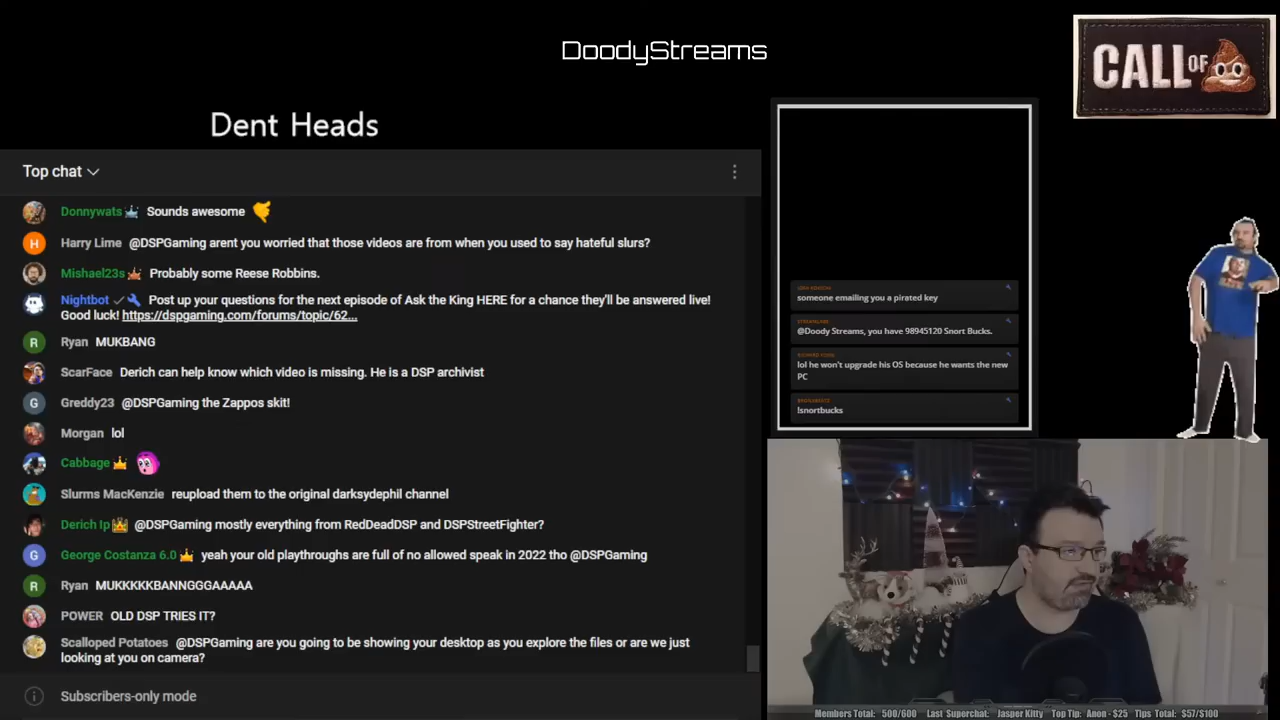 DoodyStreams
CALL OF
Dent Heads
Top chat
Donnywats Sounds awesome
Harry Lime @DSPGaming arent you worried that those videos are from when you used to say hateful slurs?
Mishael23s Probably some Reese Robbins.
Nightbot Post up your questions for the next episode of Ask the King HERE for a chance they'll be answered live!
Good luck! https://dspgaming.com/forums/topic/62...
Ryan MUKBANG
ScarFace Derich can help know which video is missing. He is a DSP archivist
Greddy23 @DSPGaming the Zappos skit!
Morgan lol
Cabbage
Slurms MacKenzie reupload them to the original darksydephil channel
Derich Ip @DSPGaming mostly everything from RedDeadDSP and DSPStreetFighter?
George Costanza 6.0 yeah your old playthroughs are full of no allowed speak in 2022 tho @DSPGaming
Ryan MUKKKKKBANNGGGAAAAA
POWER OLD DSP TRIES IT?
Scalloped Potatoes @DSPGaming are you going to be showing your desktop as you explore the files or are we just
looking at you on camera?
Subscribers-only mode
someone emailing you a pirated key
@Doody Streams, you have 98945120 Snort Bucks.
lol he won't upgrade his OS because he wants the new
PC
!snortbucks
Members Total: 500/600 Last Superchat: Jasper Kitty Top Tip: Anon - $25 Tips Total: $57/$100